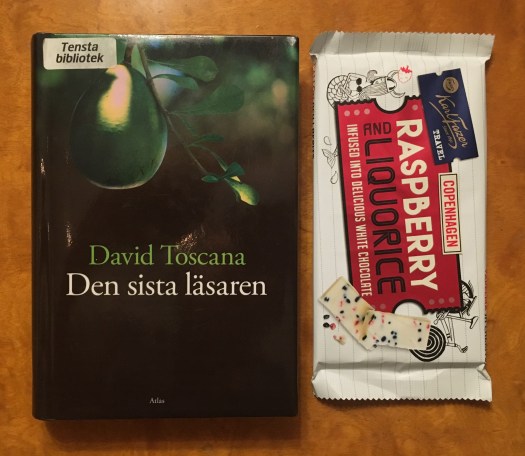 Tensta
bibliotek
David Toscana
Den sista läsaren
Atlas
Karl Fazer
TRAVEL
COPENHAGEN
RASPBERRY
AND LIQUORICE
INFUSED INTO DELICIOUS WHITE CHOCOLATE